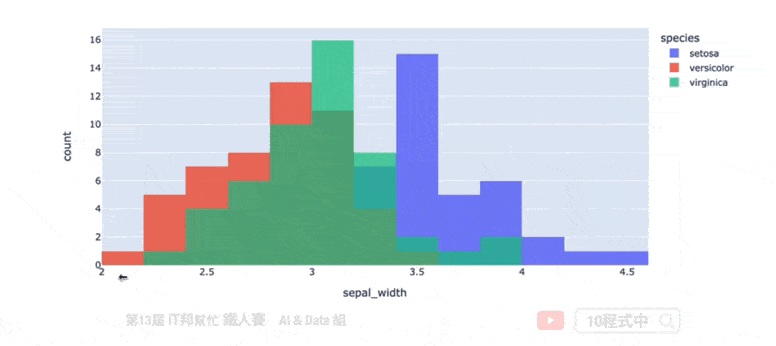 16
14
12
10
8
6
4
2
0
count
2
2.5
3
3.5
4
4.5
sepal_width
species
setosa
versicolor
virginica
第13屆 iT邦幫忙 鐵人賽 AI & Data 組
10程式中